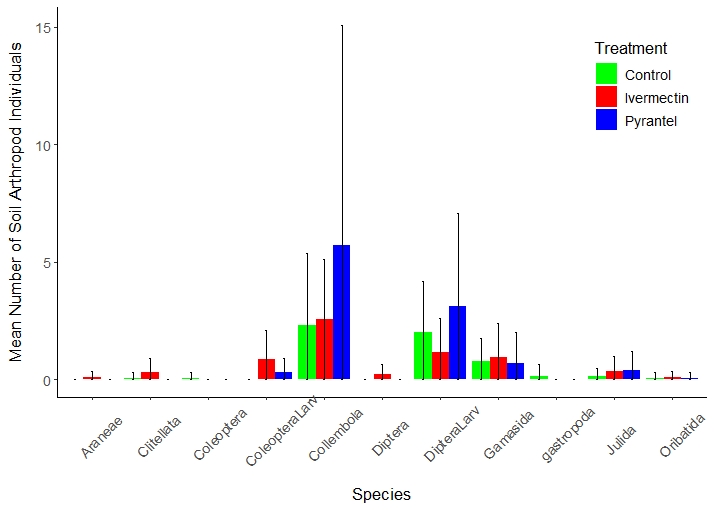 Mean Number of Soil Arthropod Individuals
15
10
5
0
Treatment
Control
Ivermectin
Pyrantel
Araneae
Clitellata
Coleoptera
ColeopteraLarv
Collembola
Diptera
DipteraLarv
Gamasida
gastropoda
Julida
Oribatida
Species